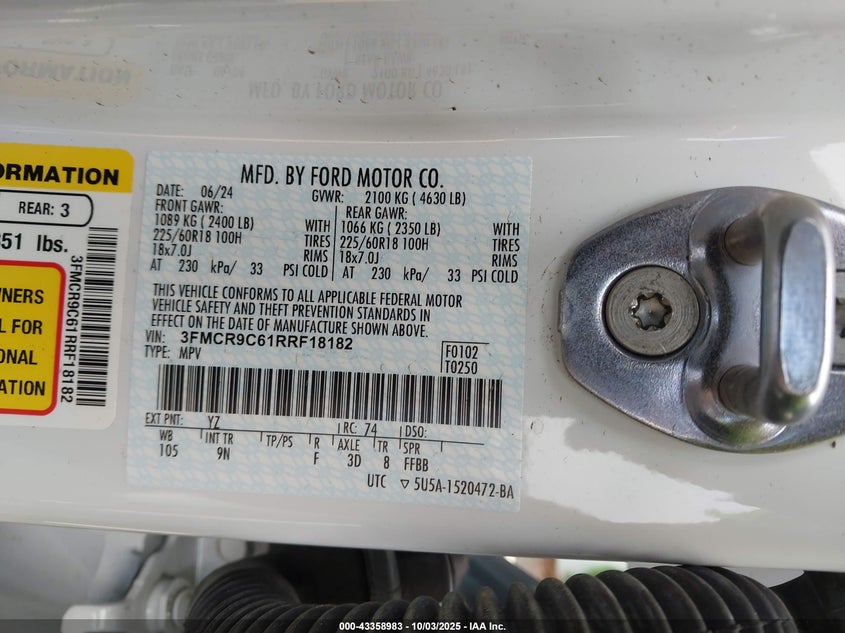 ORMATION
REAR: 3
351 lbs.
WNERS
L FOR
ONAL
ATION
3FMCR9C61RRF18182
MFD. BY FORD MOTOR CO.
DATE: 06/24 GVWR: 2100 KG ( 4630 LB)
FRONT GAWR: REAR GAWR:
1089 KG ( 2400 LB) WITH 1066 KG ( 2350 LB) WITH
225/60R18 100H TIRES 225/60R18 100H TIRES
18x7.0J RIMS 18x7.0J RIMS
AT 230 kPa/ 33 PSI COLD AT 230 kPa/ 33 PSI COLD
THIS VEHICLE CONFORMS TO ALL APPLICABLE FEDERAL MOTOR
VEHICLE SAFETY AND THEFT PREVENTION STANDARDS IN
EFFECT ON THE DATE OF MANUFACTURE SHOWN ABOVE.
VIN: 3FMCR9C61RRF18182
TYPE: MPV F0102
T0250
EXT PNT: YZ RC: 74 DSO:
WB INT TR TP/PS R AXLE TR SPR
105 9N F 3D 8 FFBB
UTC ▽ 5U5A-1520472-BA
000-43358983 - 10/03/2025 - IAA Inc.